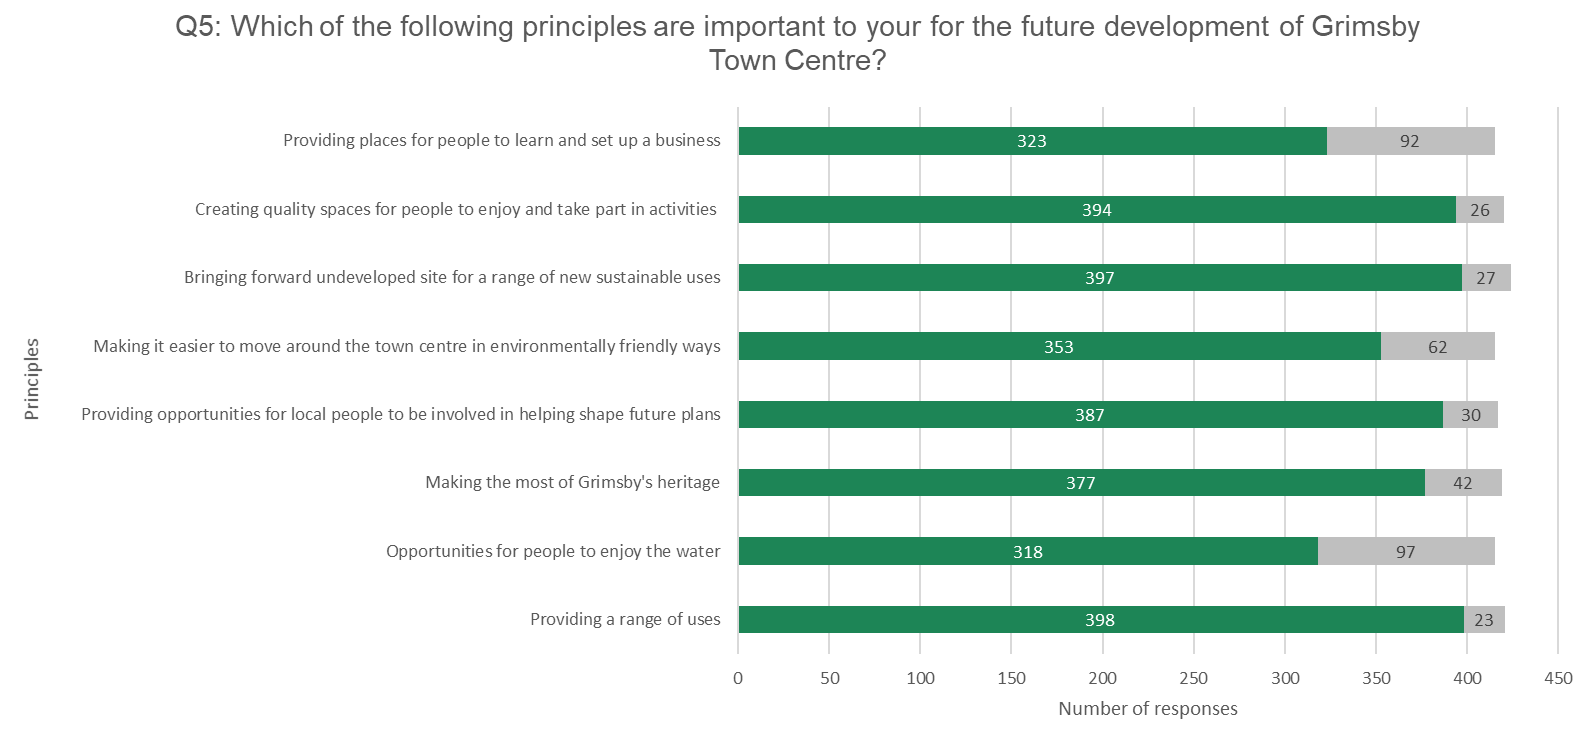 Q5: Which of the following principles are important to your for the future development of Grimsby
Town Centre?
Principles
Providing places for people to learn and set up a business
323
92
Creating quality spaces for people to enjoy and take part in activities
394
26
Bringing forward undeveloped site for a range of new sustainable uses
397
27
Making it easier to move around the town centre in environmentally friendly ways
353
62
Providing opportunities for local people to be involved in helping shape future plans
387
30
Making the most of Grimsby's heritage
377
42
Opportunities for people to enjoy the water
318
97
Providing a range of uses
398
23
0
50
100
150
200
250
300
350
400
450
Number of responses